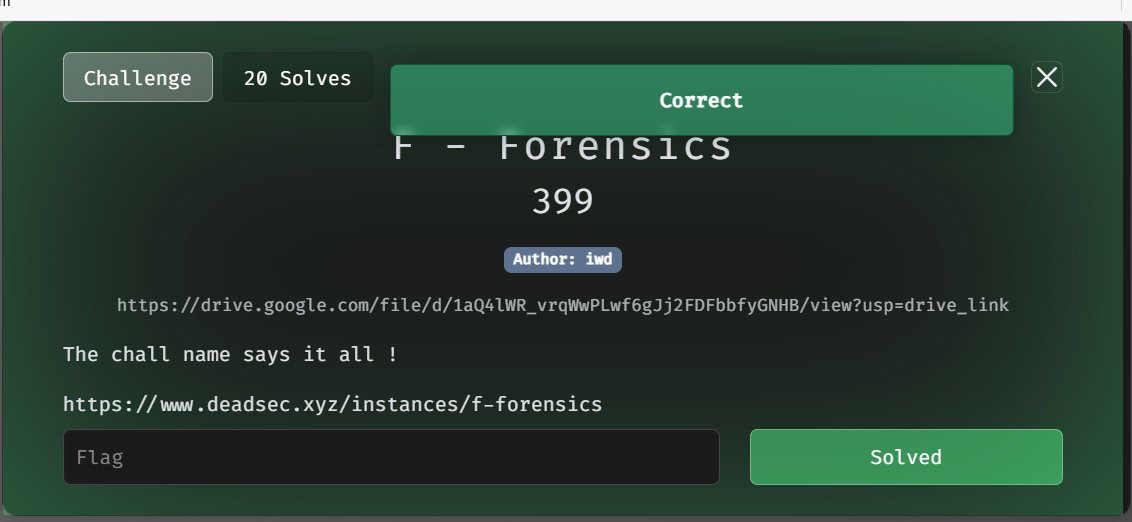 m
Challenge
20 Solves
Correct
F - Forensics
399
Author: iwd
https://drive.google.com/file/d/1aQ4lWR_vrqWwPLwf6gJj2FDFbbfyGNHB/view?usp=drive_link
The chall name says it all !
https://www.deadsec.xyz/instances/f-forensics
Flag
Solved